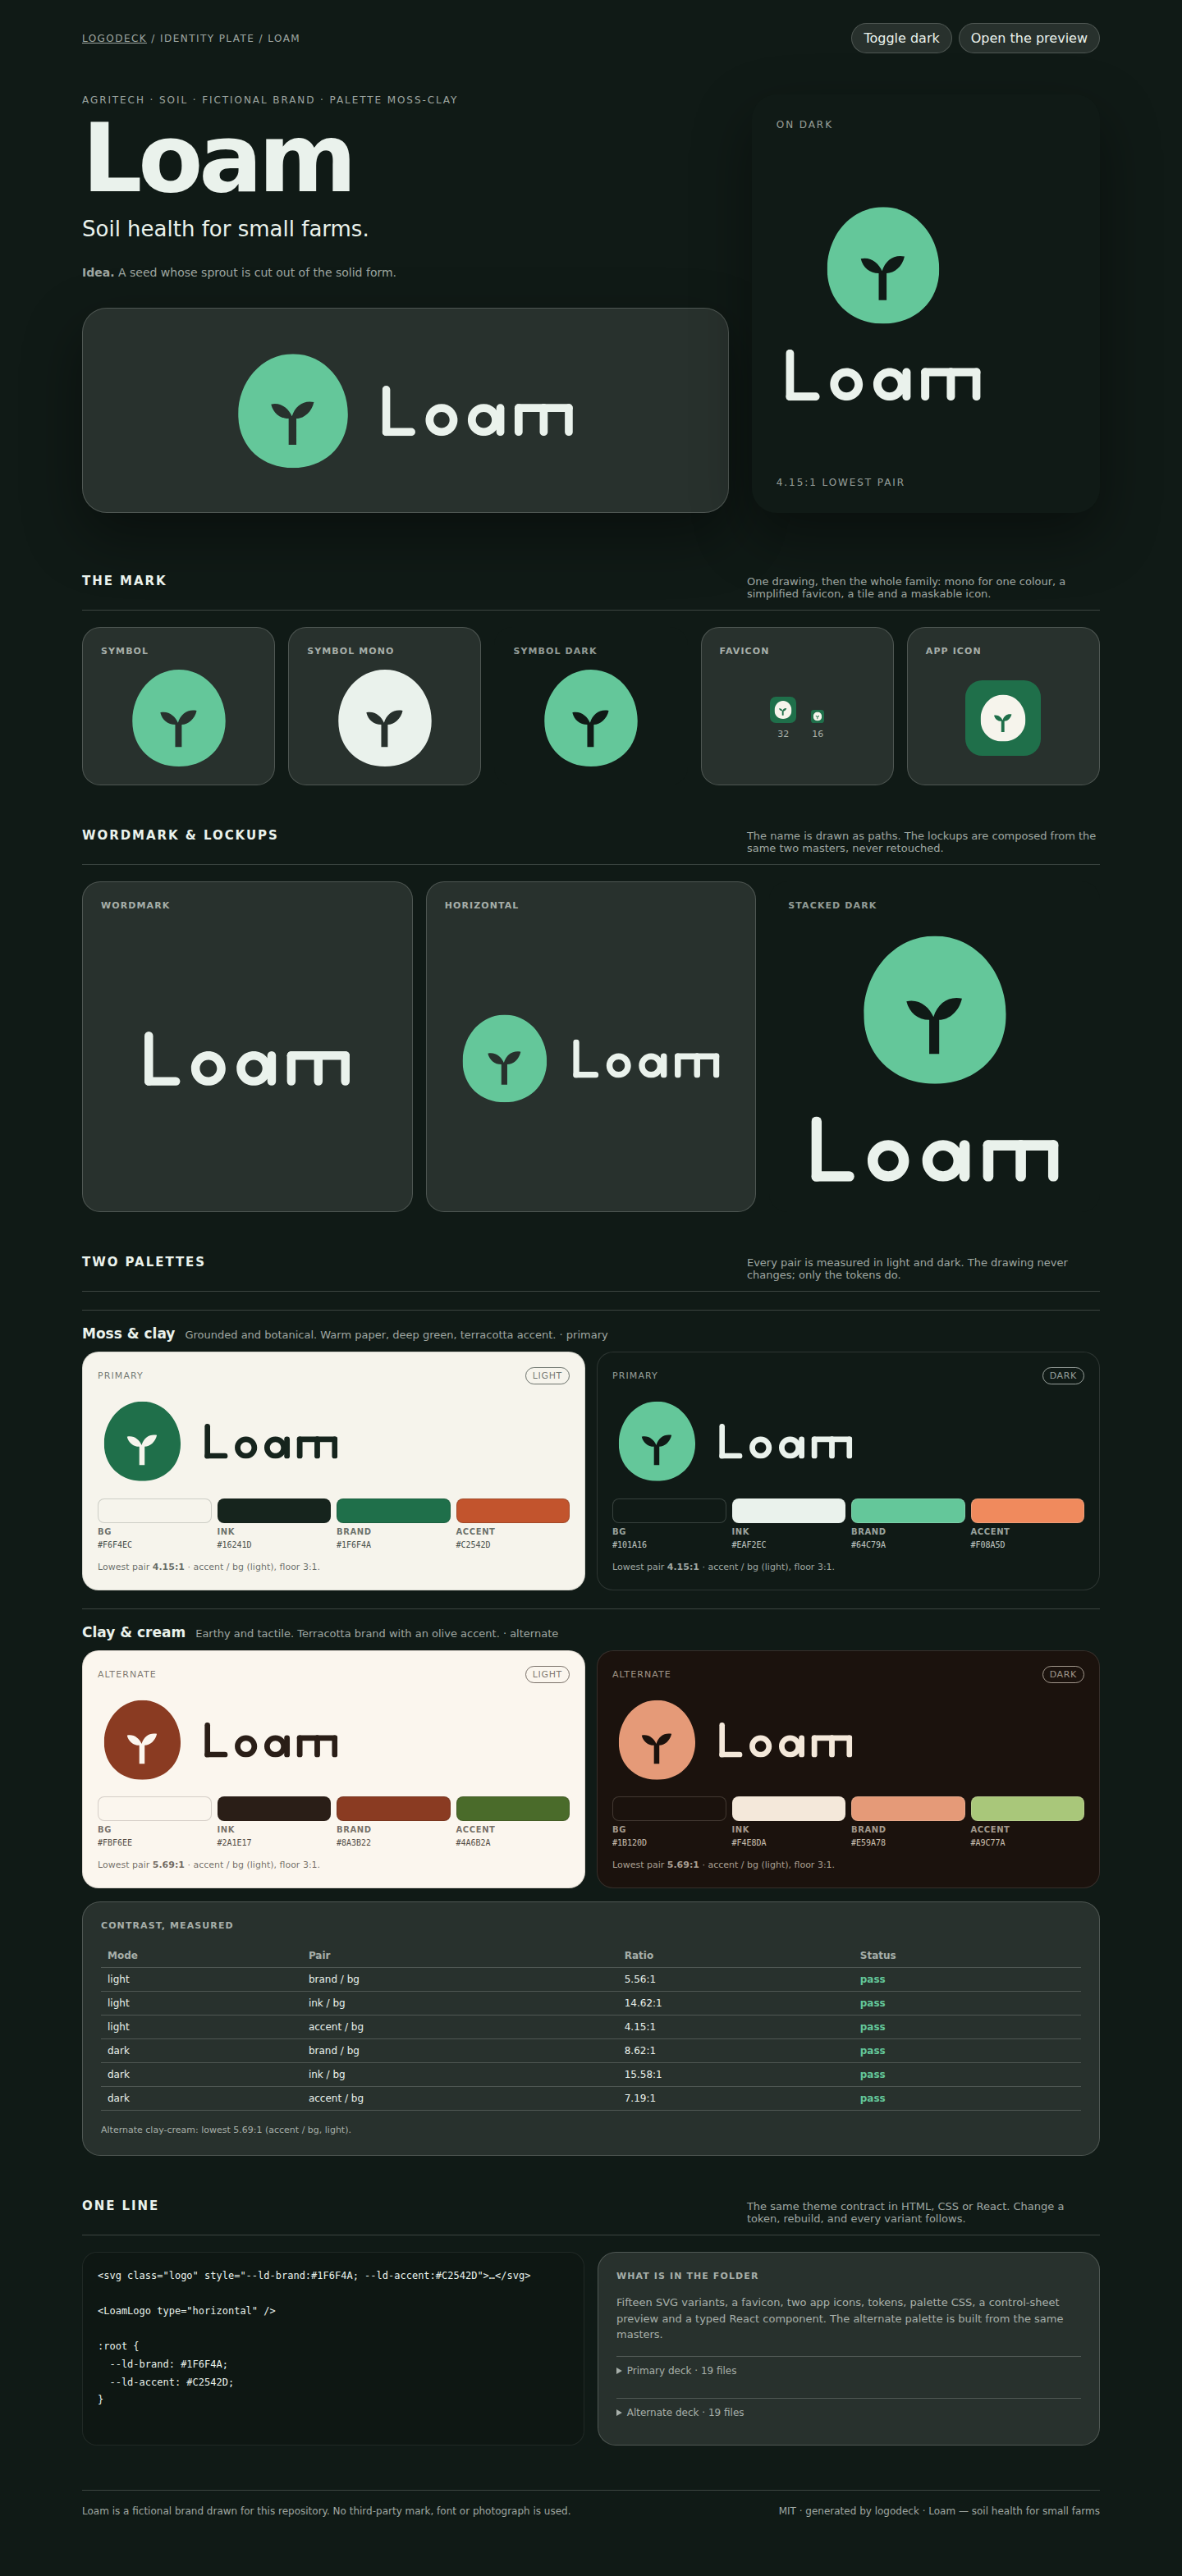 LOGODECK / IDENTITY PLATE / LOAM
Toggle dark
Open the preview
AGRITECH · SOIL · FICTIONAL BRAND · PALETTE MOSS-CLAY
Loam
Soil health for small farms.
Idea. A seed whose sprout is cut out of the solid form.
Loam
ON DARK
Loam
4.15:1 LOWEST PAIR
THE MARK
One drawing, then the whole family: mono for one colour, a
simplified favicon, a tile and a maskable icon.
SYMBOL
SYMBOL MONO
SYMBOL DARK
FAVICON
32
16
APP ICON
WORDMARK & LOCKUPS
The name is drawn as paths. The lockups are composed from the
same two masters, never retouched.
WORDMARK
Loam
HORIZONTAL
Loam
STACKED DARK
Loam
TWO PALETTES
Every pair is measured in light and dark. The drawing never
changes; only the tokens do.
Moss & clay Grounded and botanical. Warm paper, deep green, terracotta accent. · primary
PRIMARY
LIGHT
Loam
BG INK BRAND ACCENT
#F6F4EC #16241D #1F6F4A #C2542D
Lowest pair 4.15:1 · accent / bg (light), floor 3:1.
PRIMARY
DARK
Loam
BG INK BRAND ACCENT
#101A16 #EAF2EC #64C79A #F08A5D
Lowest pair 4.15:1 · accent / bg (light), floor 3:1.
Clay & cream Earthy and tactile. Terracotta brand with an olive accent. · alternate
ALTERNATE
LIGHT
Loam
BG INK BRAND ACCENT
#FBF6EE #2A1E17 #8A3B22 #4A6B2A
Lowest pair 5.69:1 · accent / bg (light), floor 3:1.
ALTERNATE
DARK
Loam
BG INK BRAND ACCENT
#1B120D #F4E8DA #E59A78 #A9C77A
Lowest pair 5.69:1 · accent / bg (light), floor 3:1.
CONTRAST, MEASURED
Mode Pair Ratio Status
light brand / bg 5.56:1 pass
light ink / bg 14.62:1 pass
light accent / bg 4.15:1 pass
dark brand / bg 8.62:1 pass
dark ink / bg 15.58:1 pass
dark accent / bg 7.19:1 pass
Alternate clay-cream: lowest 5.69:1 (accent / bg, light).
ONE LINE
The same theme contract in HTML, CSS or React. Change a
token, rebuild, and every variant follows.
<svg class="logo" style="--ld-brand:#1F6F4A; --ld-accent:#C2542D">…</svg>
<LoamLogo type="horizontal" />
:root {
--ld-brand: #1F6F4A;
--ld-accent: #C2542D;
}
WHAT IS IN THE FOLDER
Fifteen SVG variants, a favicon, two app icons, tokens, palette CSS, a control-sheet
preview and a typed React component. The alternate palette is built from the same
masters.
▶ Primary deck · 19 files
▶ Alternate deck · 19 files
Loam is a fictional brand drawn for this repository. No third-party mark, font or photograph is used.
MIT · generated by logodeck · Loam — soil health for small farms